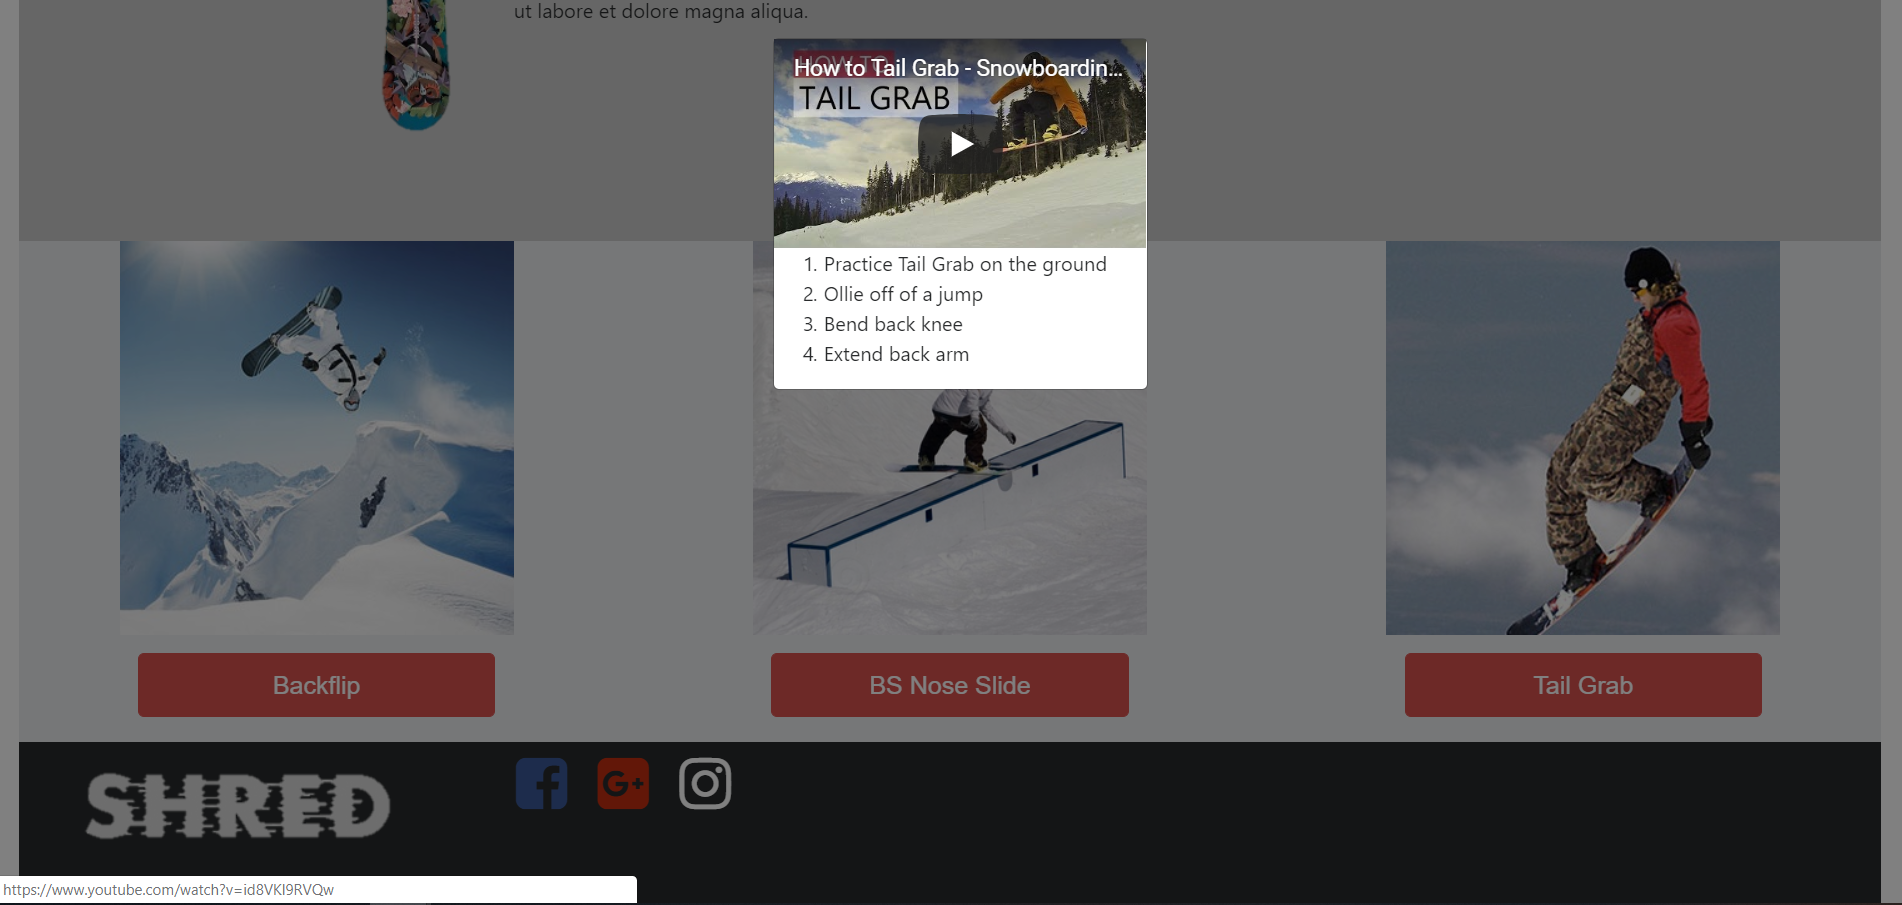 ut labore et dolore magna aliqua.
HOW TO
How to Tail Grab - Snowboardin...
TAIL GRAB
1. Practice Tail Grab on the ground
2. Ollie off of a jump
3. Bend back knee
4. Extend back arm
Backflip
BS Nose Slide
Tail Grab
SHRED
G+
https://www.youtube.com/watch?v=id8VKI9RVQw